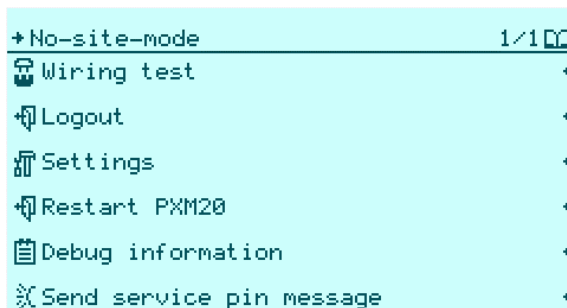 No-site-mode 1/1
Wiring test
Logout
Settings
Restart PXM20
Debug information
Send service pin message